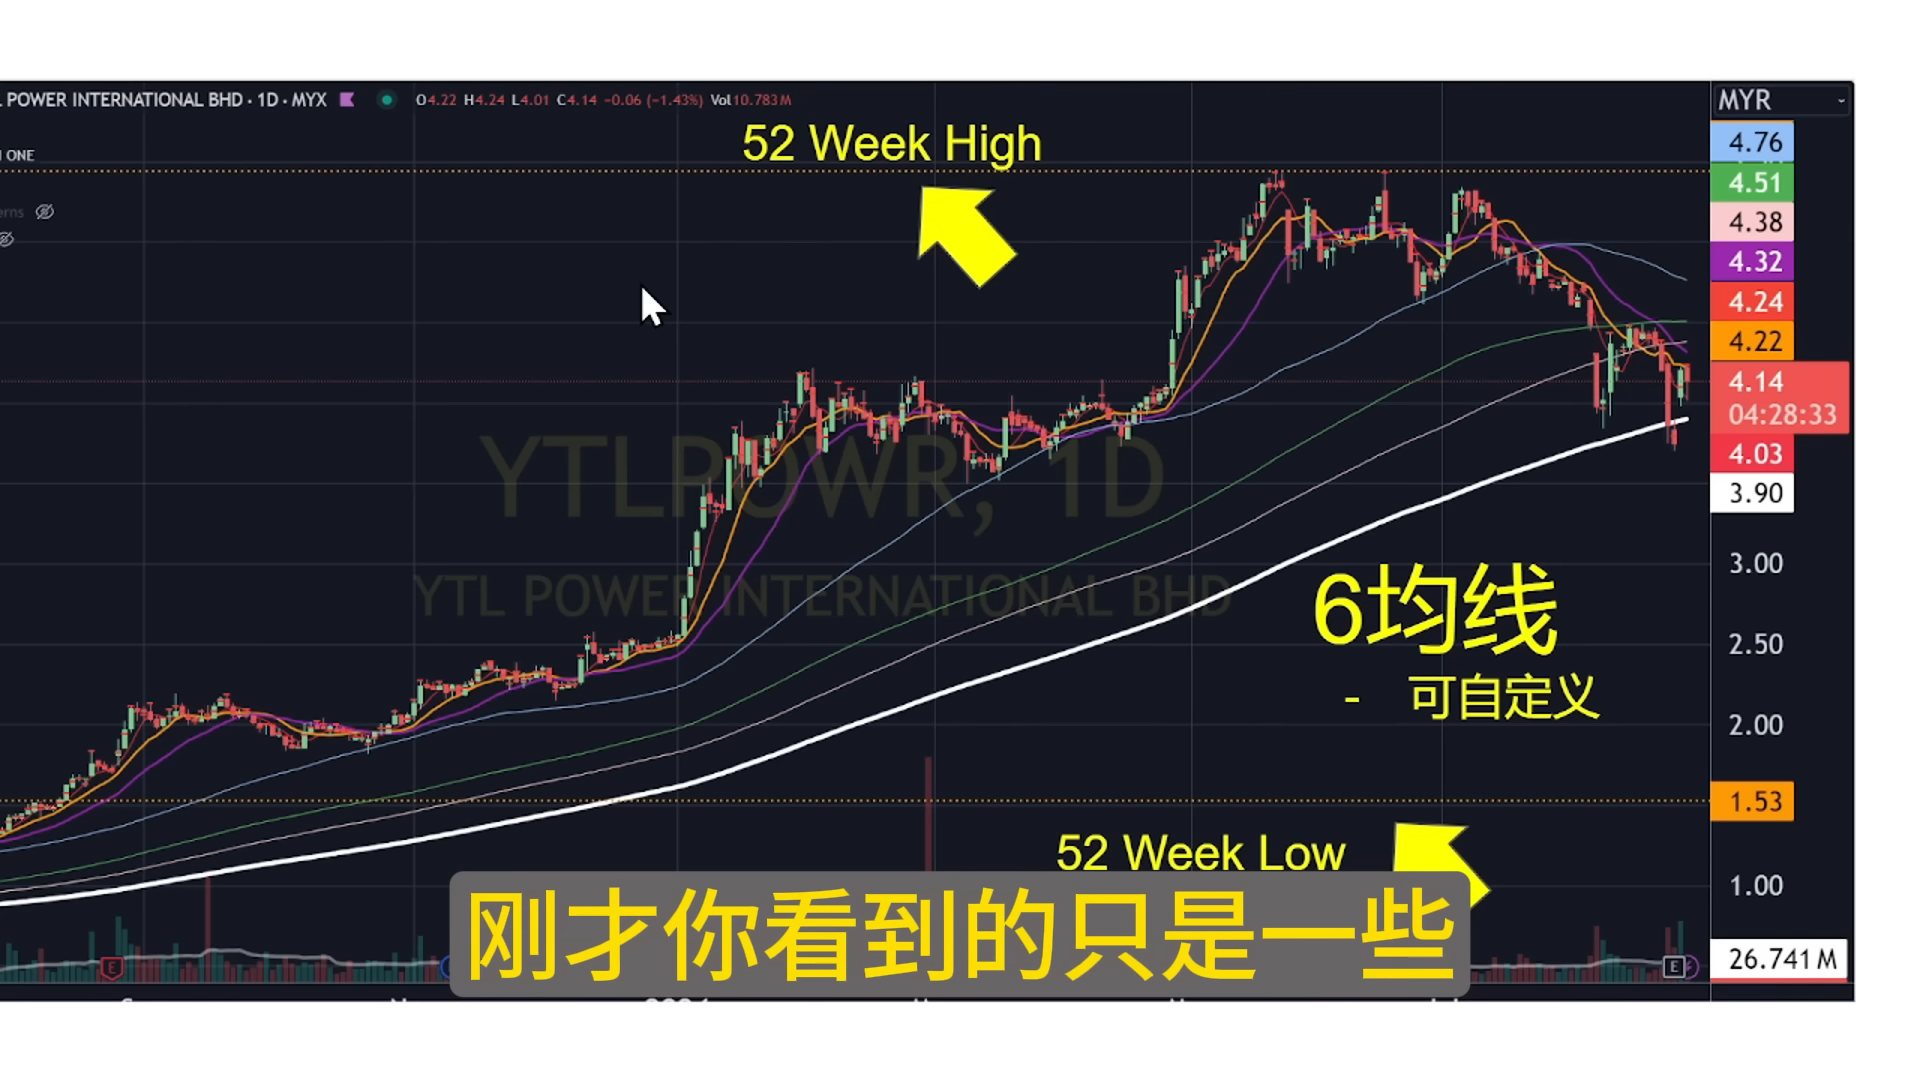 POWER INTERNATIONAL BHD · 1D · MYX O4.22 H4.24 L4.01 C4.14 −0.06 (−1.43%) Vol10.783M
MYR
52 Week High
4.76
ONE
4.51
erns
4.38
4.32
4.24
4.22
4.14
04:28:33
4.03
YTLPOWR, 1D
3.90
3.00
YTL POWER INTERNATIONAL BHD
6均线
2.50
- 可自定义
2.00
1.53
52 Week Low
1.00
刚才你看到的只是一些
E
E
26.741 M